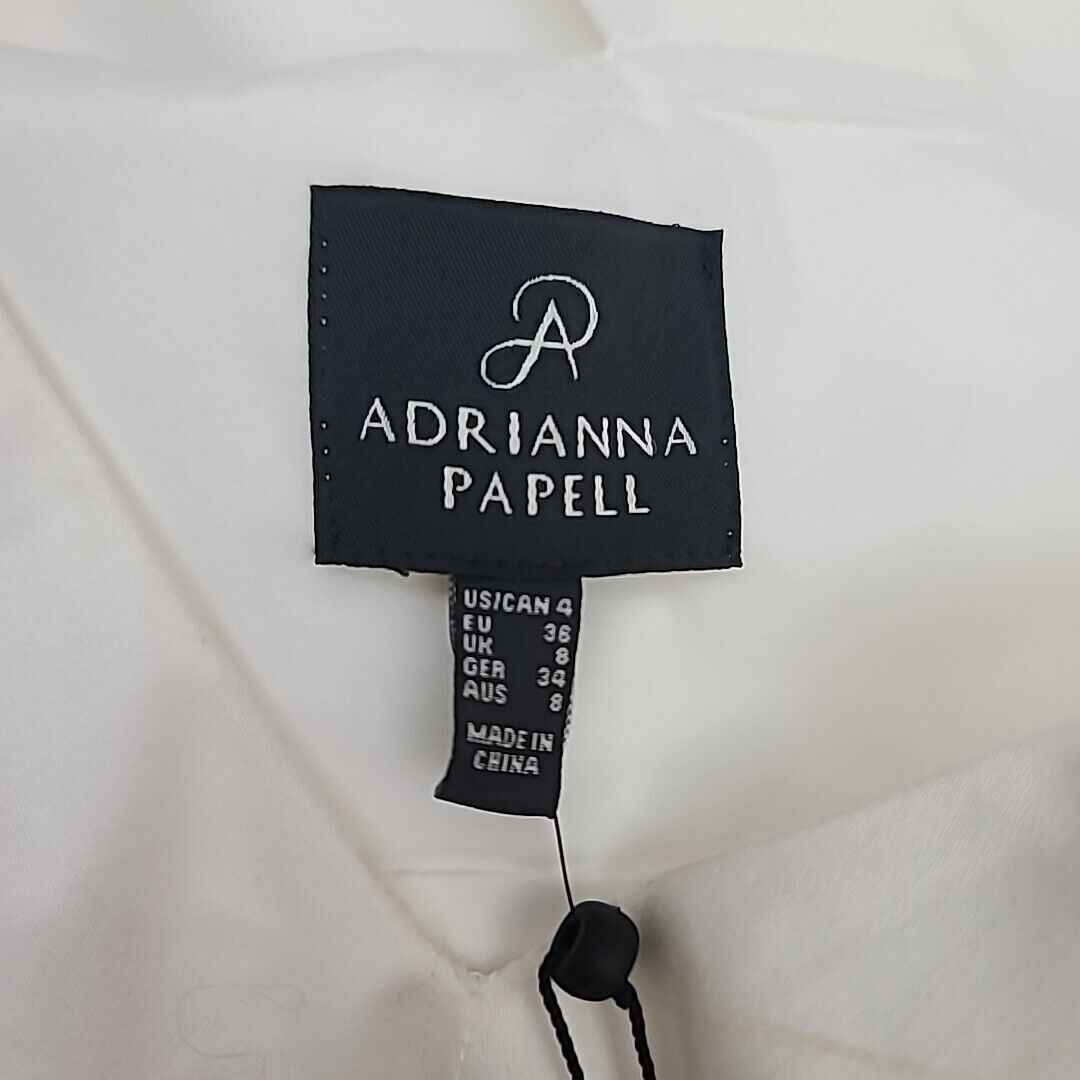 ADRIANNA
PAPELL
US/CAN 4
EU 36
UK 8
GER 34
AUS 8
MADE IN
CHINA